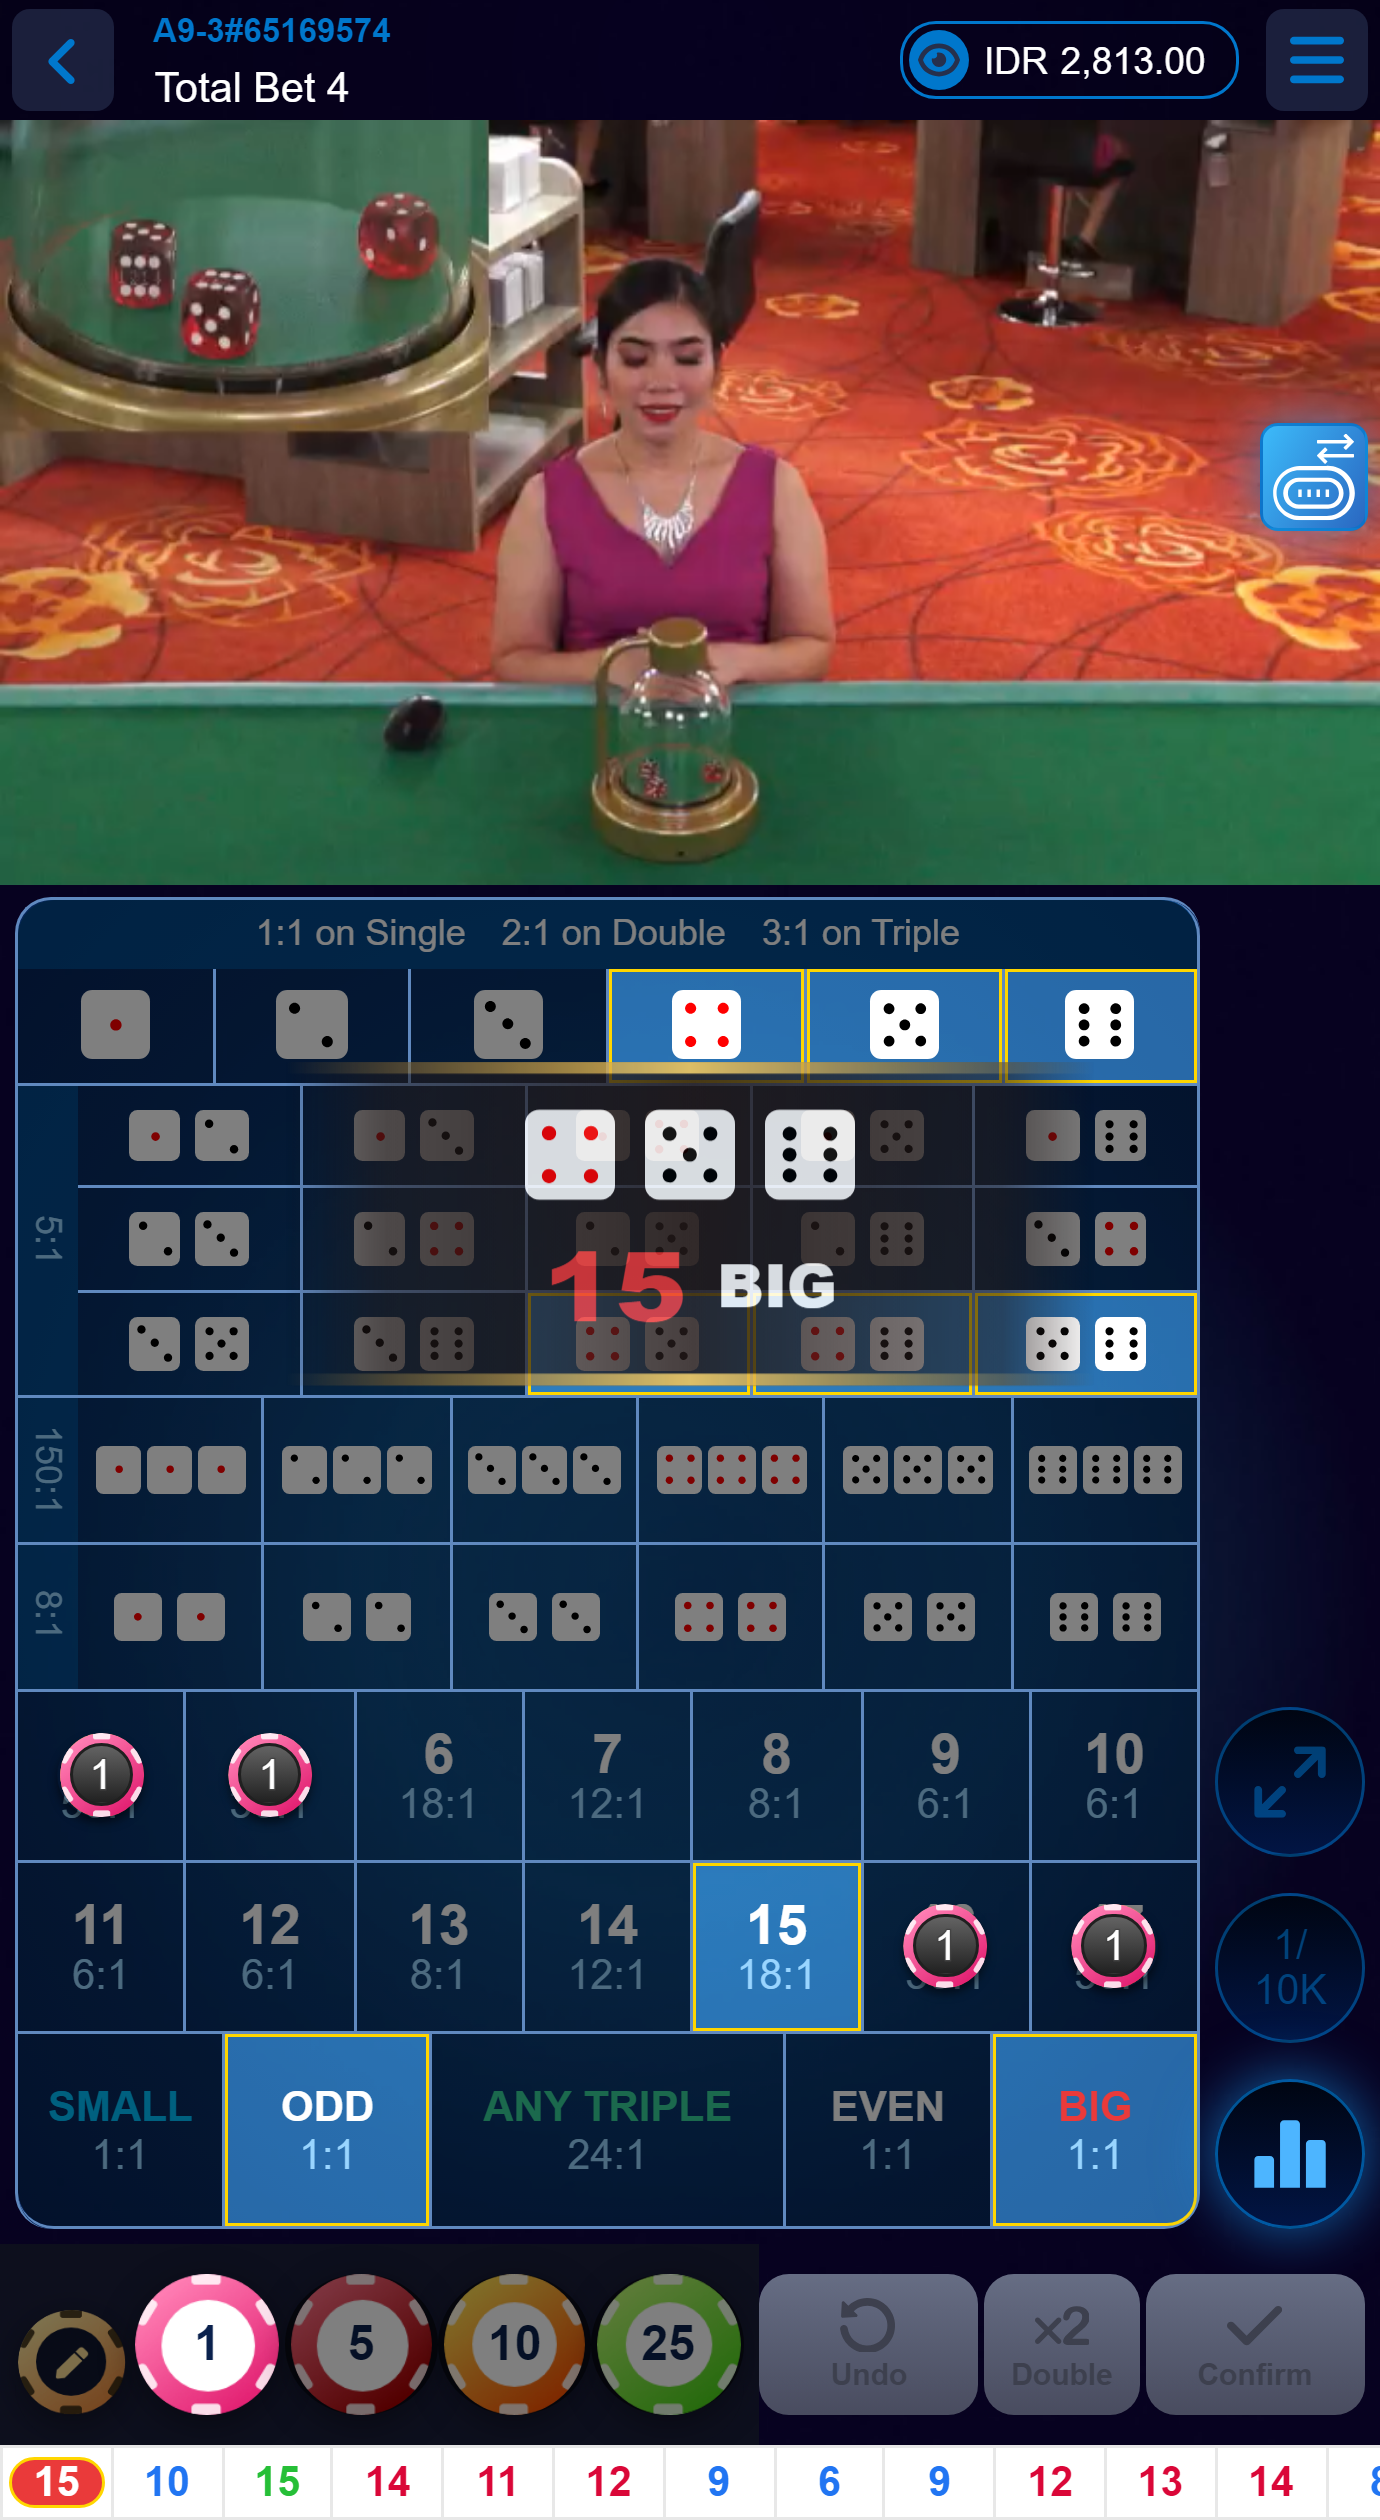 A9-3#65169574
Total Bet 4
IDR 2,813.00
1:1 on Single 2:1 on Double 3:1 on Triple
5:1
15 BIG
150:1
8:1
1 1 6 7 8 9 10
18:1 12:1 8:1 6:1 6:1
11 12 13 14 15 1 1
6:1 6:1 8:1 12:1 18:1
1/
10K
SMALL ODD ANY TRIPLE EVEN BIG
1:1 1:1 24:1 1:1 1:1
1 5 10 25
x2
Undo Double Confirm
15 10 15 14 11 12 9 6 9 12 13 14